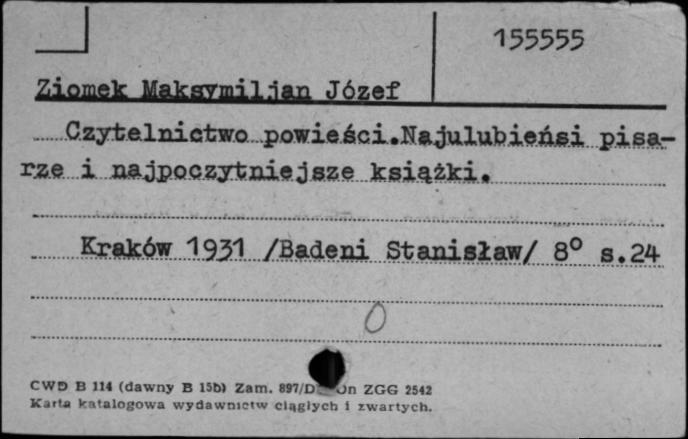 155555
Ziomek Maksymiljan Józef
Czytelnictwo powieści.Najulubieńsi pisa-
rze i najpoczytniejsze książki.
Kraków 1931 /Badeni Stanisław/ 8° s.24
0
CWD B 114 (dawny B 15b) Zam. 897/D on ZGG 2542
Karta katalogowa wydawnictw ciągłych i zwartych.